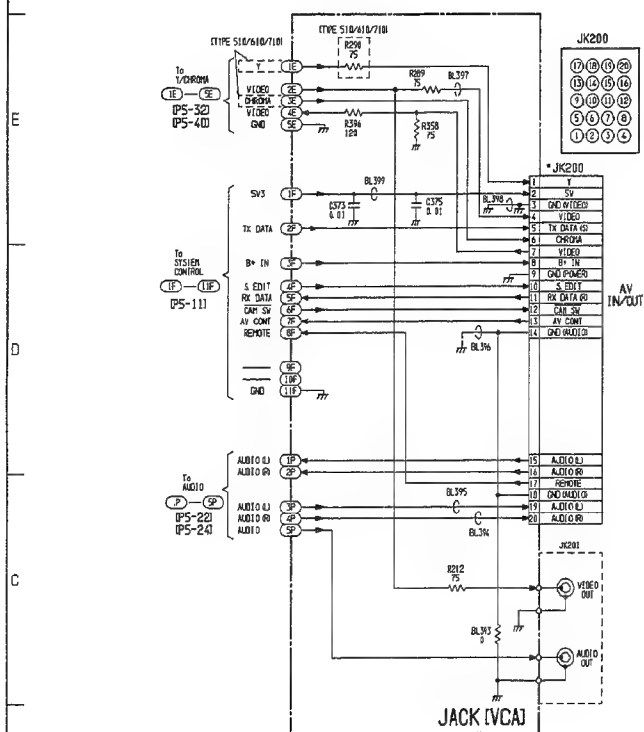 E
D
C
[TYPE 510/610/710]
[TYPE 510/610/710]
R290
75
To
Y/CHROMA
1E — 5E
[P5-32]
[P5-40]
Y 1E
VIDEO 2E
CHROMA 3E
VIDEO 4E
GND 5E
R289
75
BL397
R396
120
R358
75
JK200
17 18 19 20
13 14 15 16
9 10 11 12
5 6 7 8
1 2 3 4
*JK200
1 Y
2 SW
3 GND (VIDEO)
4 VIDEO
5 TX DATA (S)
6 CHROMA
7 VIDEO
8 B+ IN
9 GND (POWER)
10 S. EDIT
11 RX DATA (R)
12 CAM SW
13 AV CONT
14 GND (AUDIO)
15 AUDIO (L)
16 AUDIO (R)
17 REMOTE
18 GND (AUDIO)
19 AUDIO (L)
20 AUDIO (R)
AV
IN/OUT
BL399
C373
0.01
C375
0.01
BL398
To
SYSTEM
CONTROL
1F — 11F
[P5-11]
SW3 1F
TX DATA 2F
B+ IN 3F
S. EDIT 4F
RX DATA 5F
CAM SW 6F
AV CONT 7F
REMOTE 8F
9F
10F
GND 11F
BL396
To
AUDIO
1P — 5P
[P5-22]
[P5-24]
AUDIO (L) 1P
AUDIO (R) 2P
AUDIO (L) 3P
AUDIO (R) 4P
AUDIO 5P
BL395
BL394
R212
75
BL393
0
JK201
VIDEO
OUT
AUDIO
OUT
JACK [VCA]